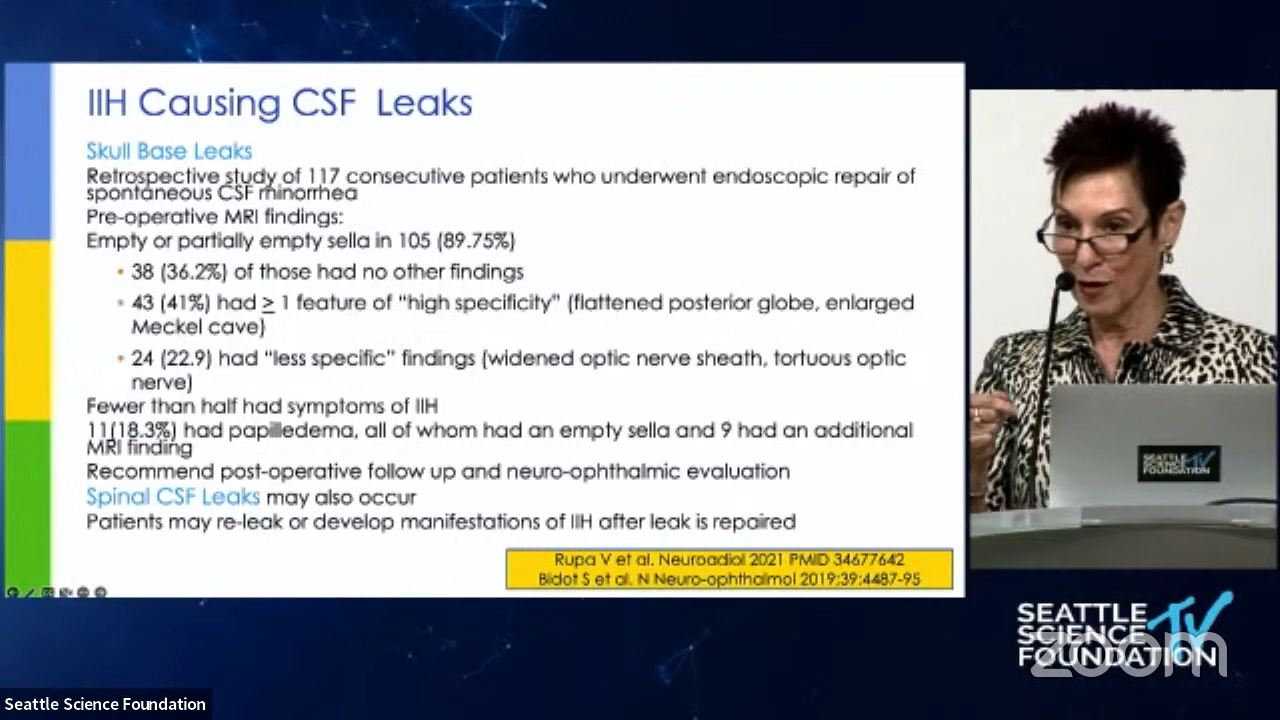 IIH Causing CSF Leaks
Skull Base Leaks
Retrospective study of 117 consecutive patients who underwent endoscopic repair of
spontaneous CSF rhinorrhea
Pre-operative MRI findings:
Empty or partially empty sella in 105 (89.75%)
• 38 (36.2%) of those had no other findings
• 43 (41%) had ≥ 1 feature of “high specificity” (flattened posterior globe, enlarged
Meckel cave)
• 24 (22.9) had “less specific” findings (widened optic nerve sheath, tortuous optic
nerve)
Fewer than half had symptoms of IIH
11(18.3%) had papilledema, all of whom had an empty sella and 9 had an additional
MRI finding
Recommend post-operative follow up and neuro-ophthalmic evaluation
Spinal CSF Leaks may also occur
Patients may re-leak or develop manifestations of IIH after leak is repaired
Rupa V et al. Neuroadiol 2021 PMID 34677642
Bidot S et al. N Neuro-ophthalmol 2019;39:4487-95
SEATTLE
SCIENCE TV
FOUNDATION
SEATTLE
SCIENCE TV
FOUNDATION
zoom
Seattle Science Foundation